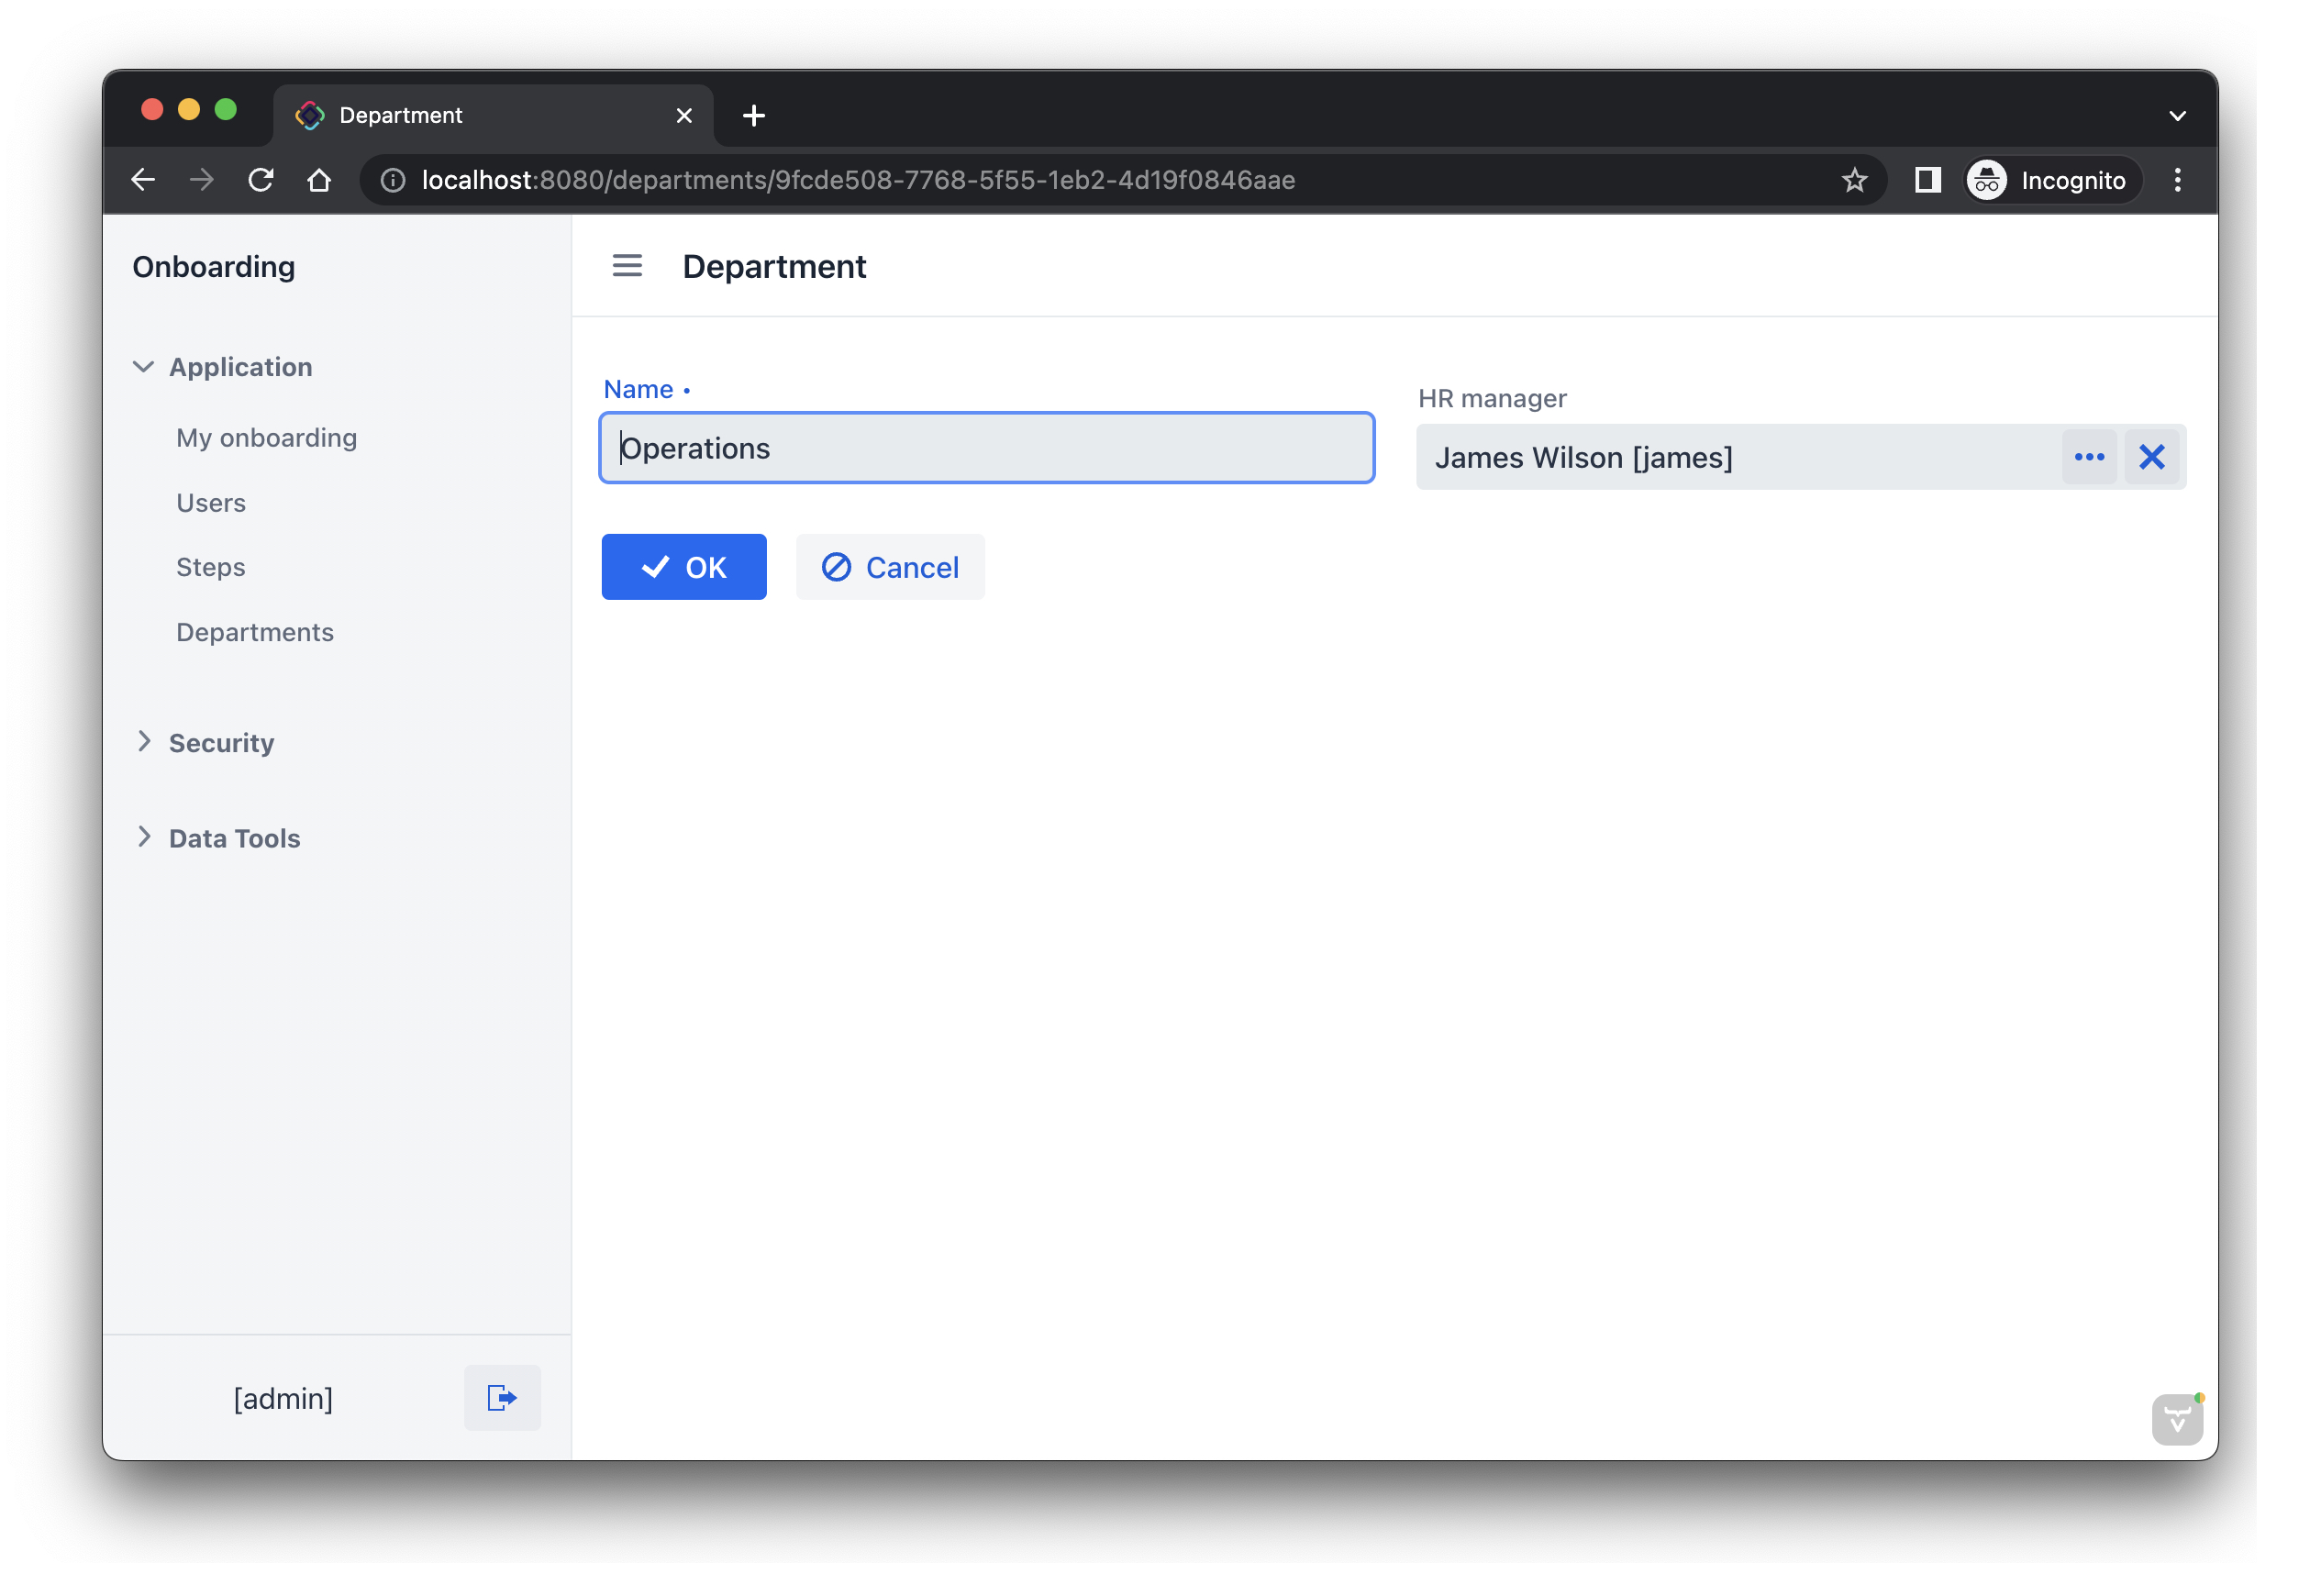 Department
localhost:8080/departments/9fcde508-7768-5f55-1eb2-4d19f0846aae
Incognito
Onboarding
Application
My onboarding
Users
Steps
Departments
Security
Data Tools
[admin]
Department
Name •
Operations
HR manager
James Wilson [james]
OK
Cancel